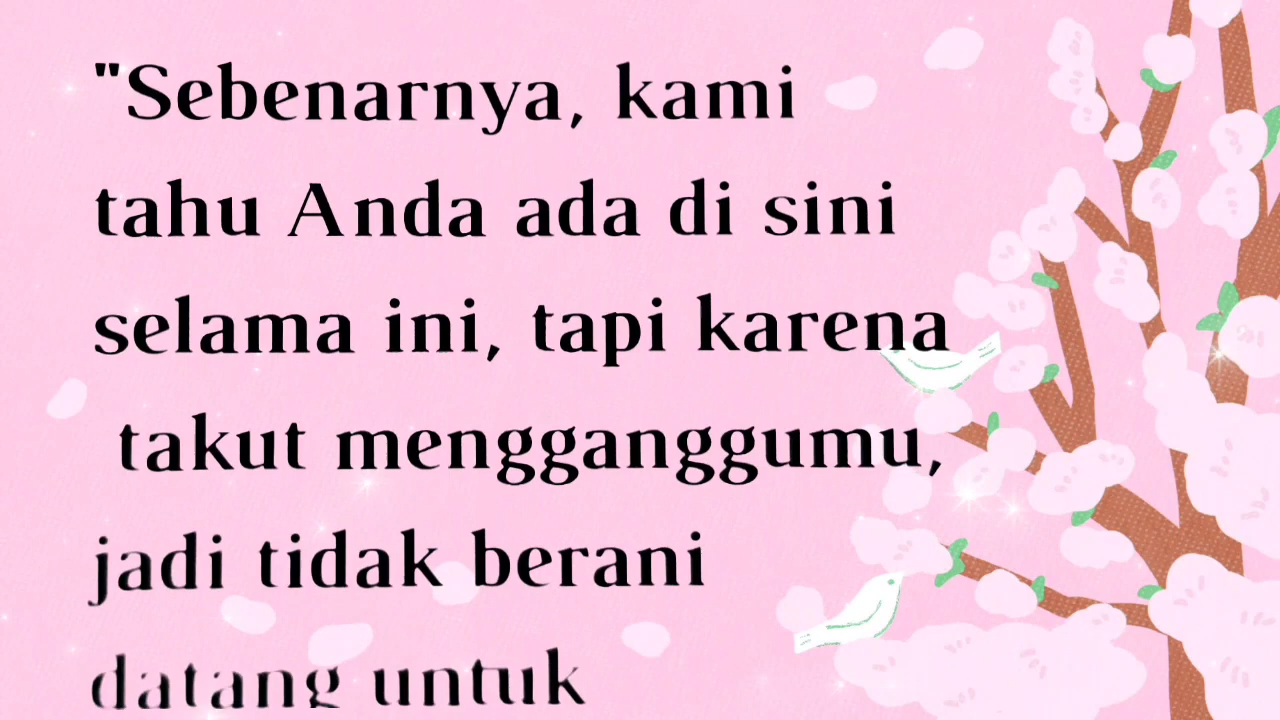 "Sebenarnya, kami
tahu Anda ada di sini
selama ini, tapi karena
takut mengganggumu,
jadi tidak berani
datang untuk